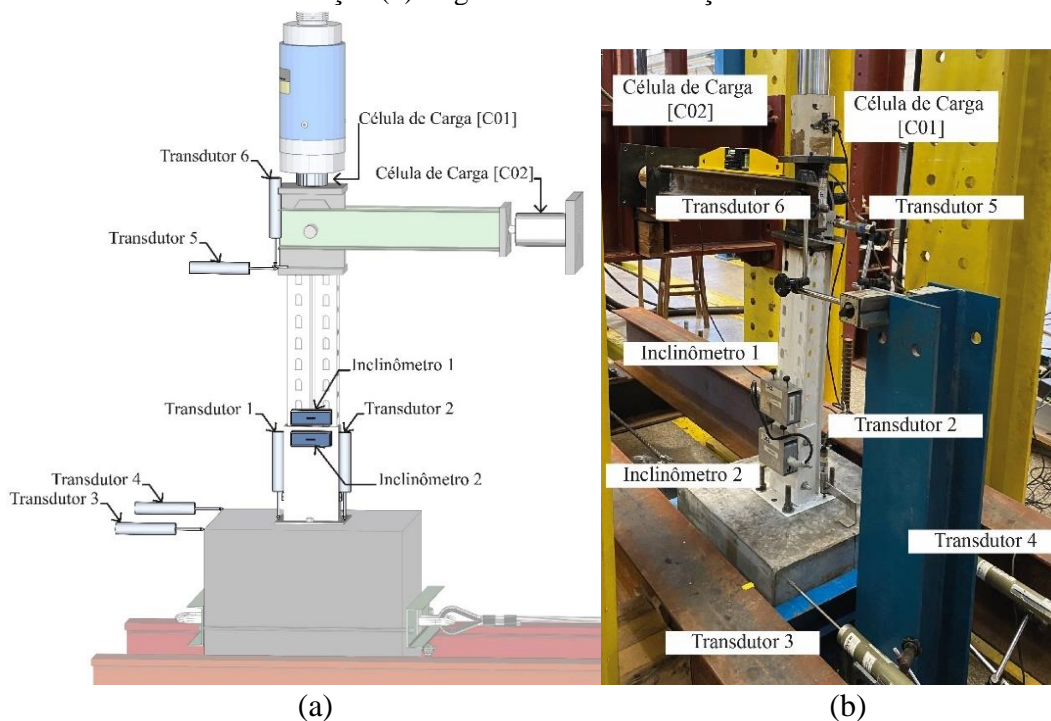 Célula de Carga [C01]
Transdutor 6
Célula de Carga [C02]
Transdutor 5
Inclinômetro 1
Transdutor 1
Transdutor 2
Transdutor 4
Inclinômetro 2
Transdutor 3
(a)
Célula de Carga
[C02]
Célula de Carga
[C01]
Transdutor 6
Transdutor 5
Inclinômetro 1
Transdutor 2
Inclinômetro 2
Transdutor 4
Transdutor 3
(b)